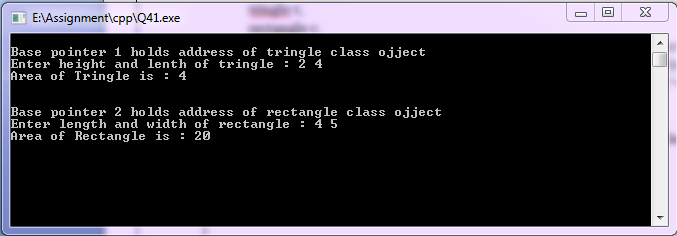 E:\Assignment\cpp\Q41.exe
Base pointer 1 holds address of tringle class ojject
Enter height and lenth of tringle : 2 4
Area of Tringle is : 4
Base pointer 2 holds address of rectangle class ojject
Enter length and width of rectangle : 4 5
Area of Rectangle is : 20